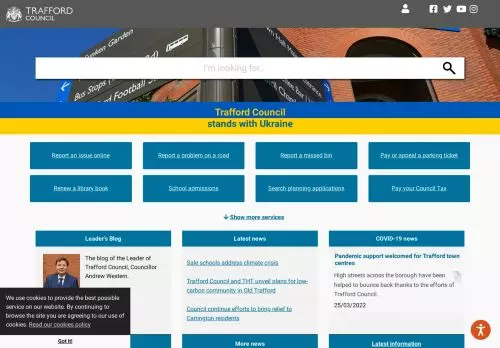 TRAFFORD
COUNCIL
Sunken Garden
Bus Stops
Trafford Football Stadium
I'm looking for..
Trafford Council
stands with Ukraine
Report an issue online
Report a problem on a road
Report a missed bin
Pay or appeal a parking ticket
Renew a library book
School admissions
Search planning applications
Pay your Council Tax
Show more services
Leader's Blog
Latest news
COVID-19 news
The blog of the Leader of
Trafford Council, Councillor
Andrew Western.
Sale schools address climate crisis
Trafford Council and THT unveil plans for low-
carbon community in Old Trafford
Council continue efforts to bring relief to
Carrington residents
Pandemic support welcomed for Trafford town
centres
High streets across the borough have been
helped to bounce back thanks to the efforts of
Trafford Council.
25/03/2022
We use cookies to provide the best possible
service on our website. By continuing to
browse the site you are agreeing to our use of
cookies. Read our cookies policy
Got it!
More news
Latest information